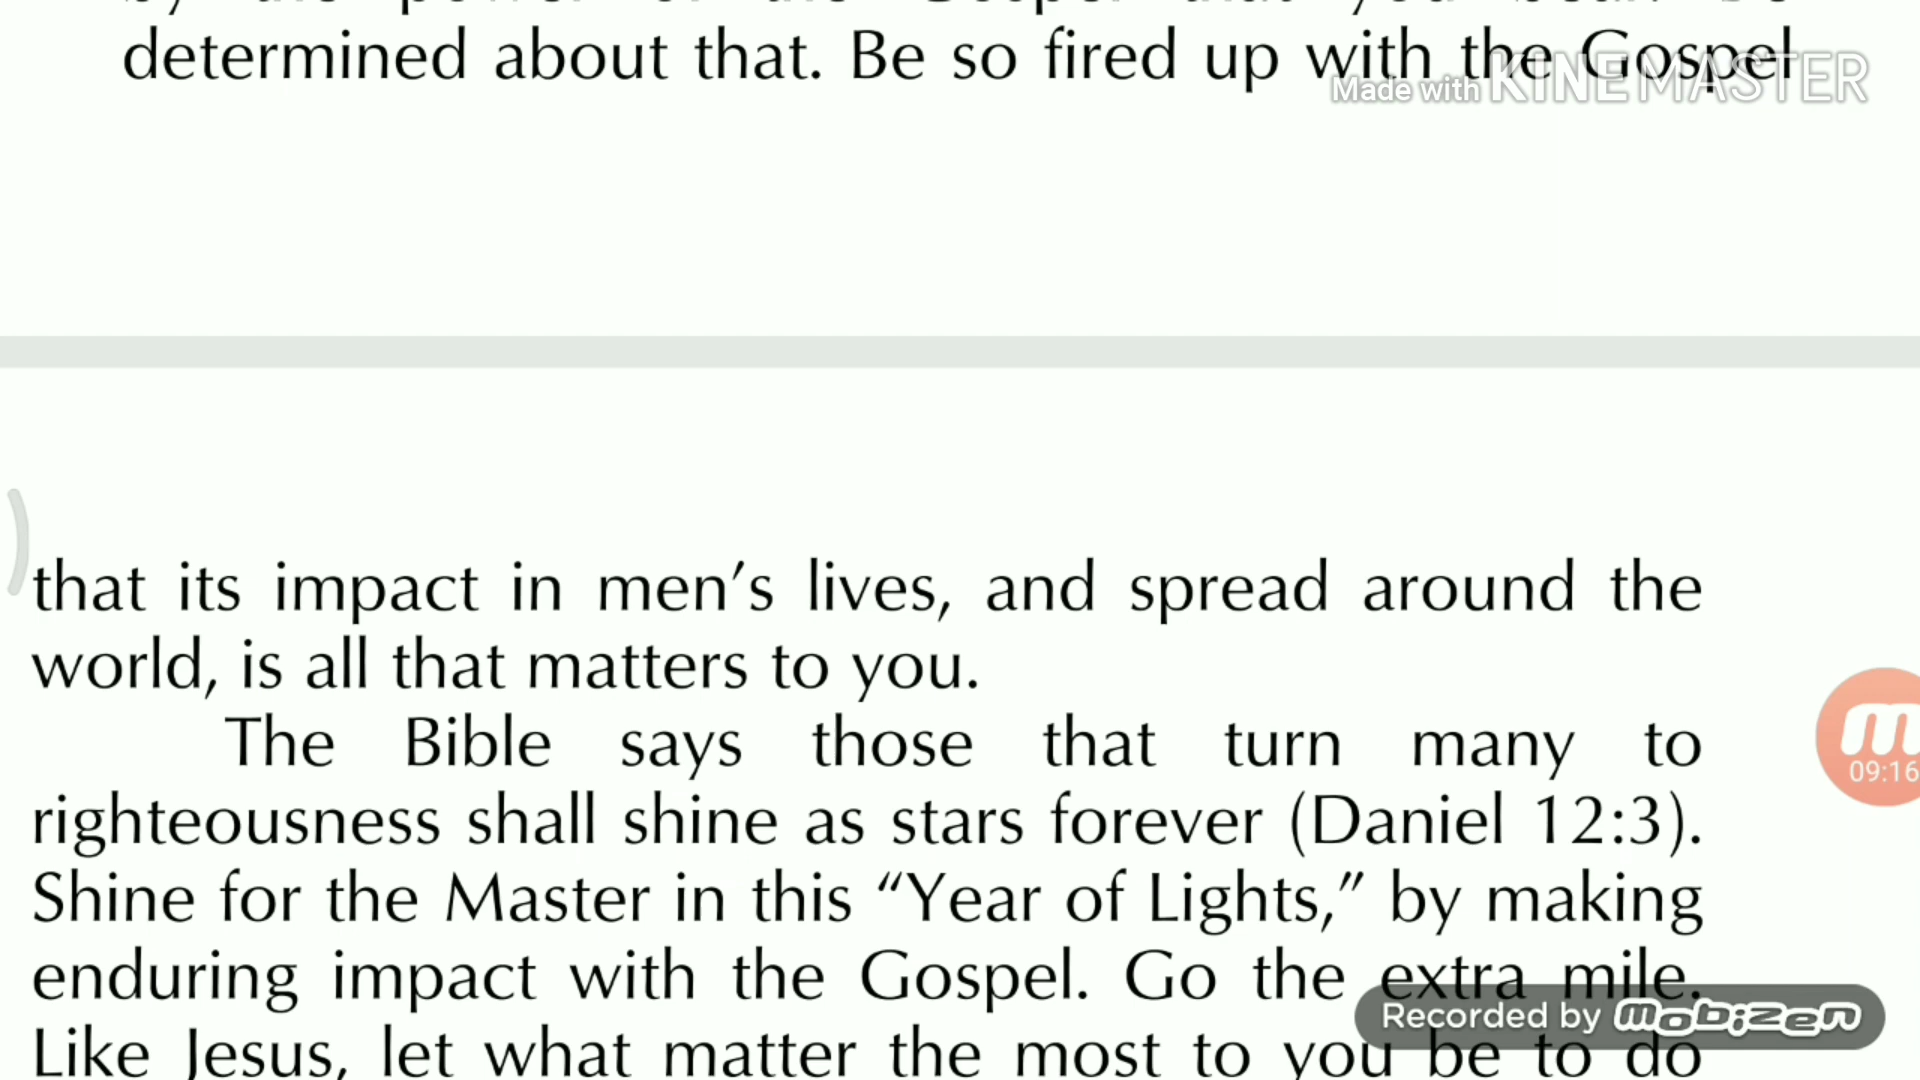 determined about that. Be so fired up with the Gospel
Made with KINEMASTER
that its impact in men’s lives, and spread around the
world, is all that matters to you.
The Bible says those that turn many to
righteousness shall shine as stars forever (Daniel 12:3).
Shine for the Master in this “Year of Lights,” by making
enduring impact with the Gospel. Go the extra mile.
Like Jesus, let what matter the most to you be to do
09:16
Recorded by mobizen